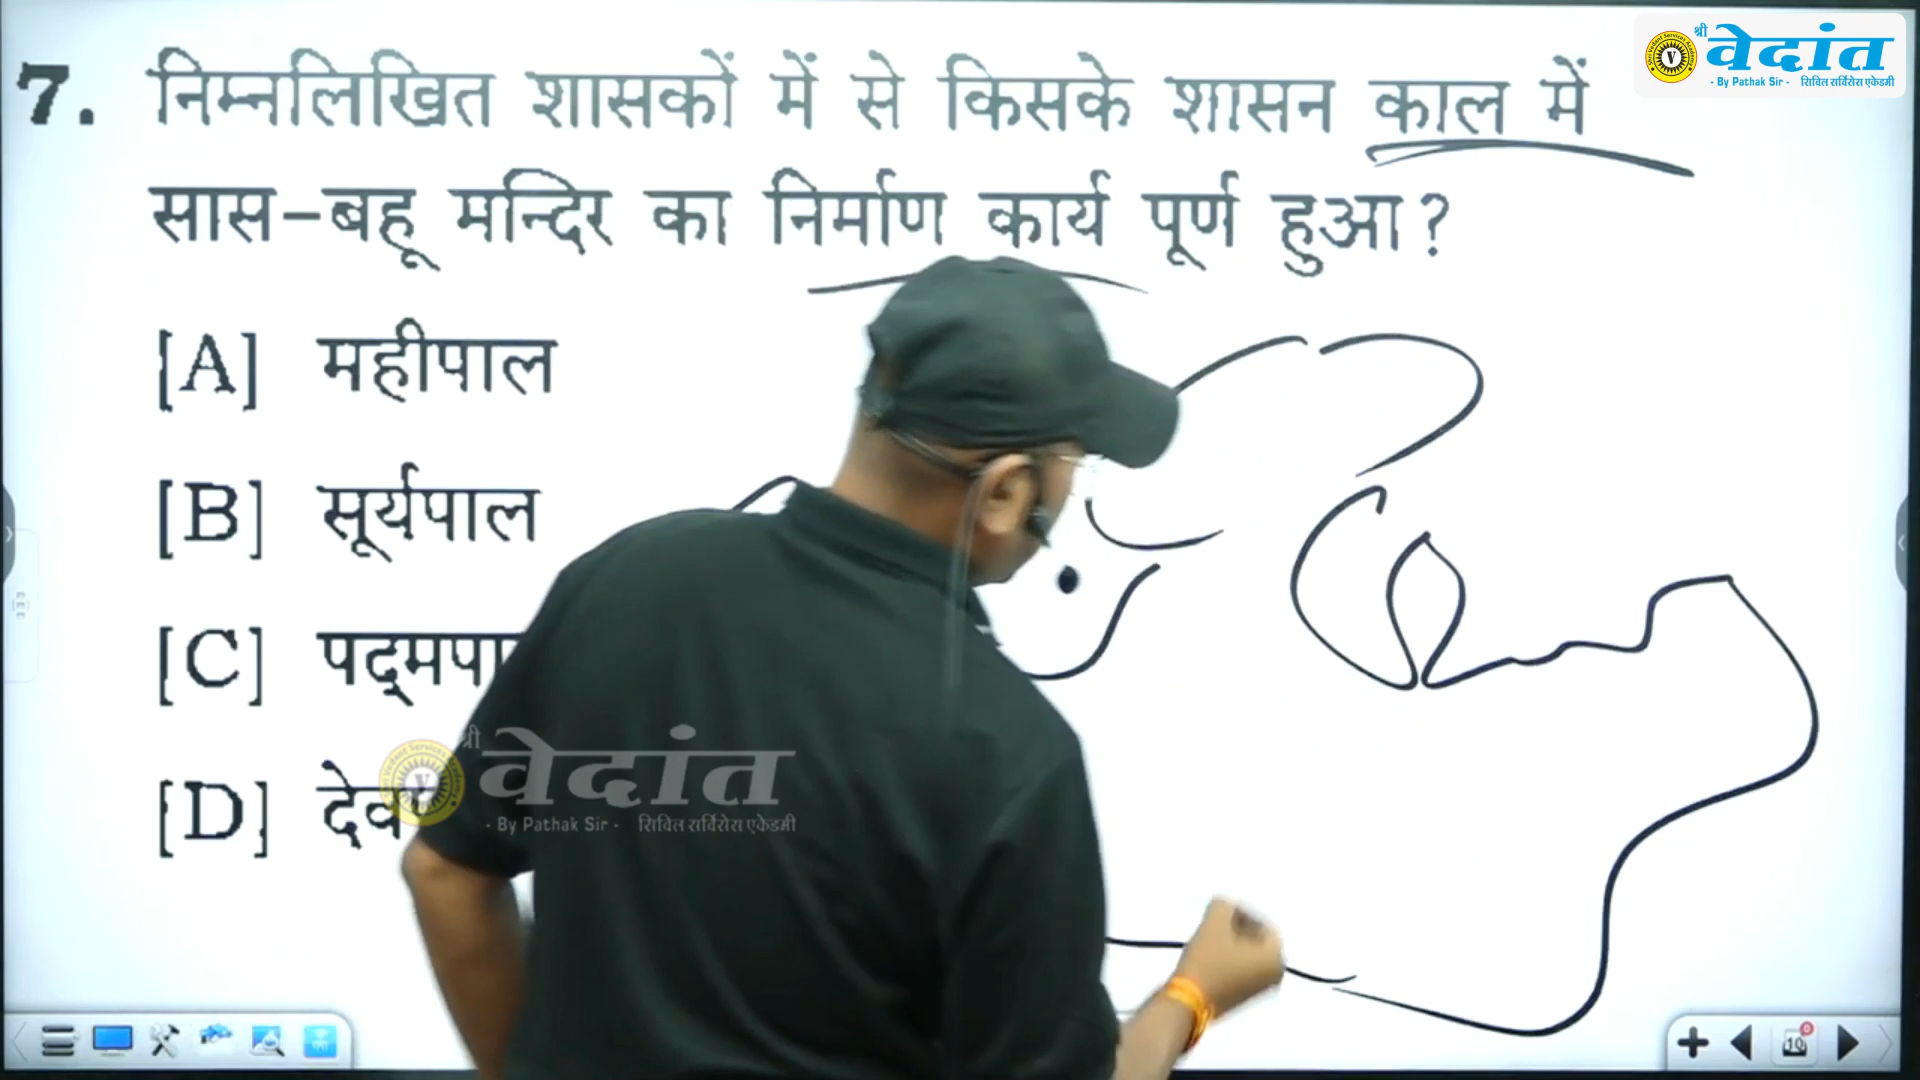 7. निम्नलिखित शासकों में से किसके शासन काल में
सास-बहू मन्दिर का निर्माण कार्य पूर्ण हुआ?
[A] महीपाल
[B] सूर्यपाल
[C]
[D]
श्री वेदांत
- By Pathak Sir - सिविल सर्विसेस एकेडमी
श्री वेदांत
- By Pathak Sir - सिविल सर्विसेस एकेडमी